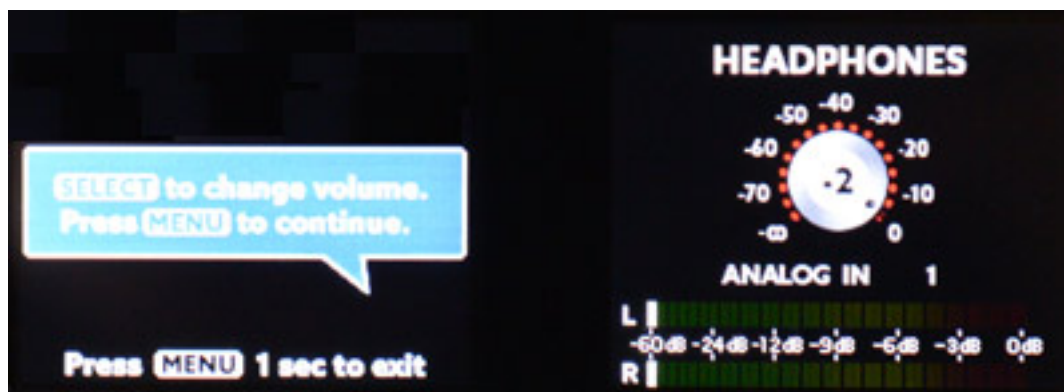 SELECT to change volume.
Press MENU to continue.
Press MENU 1 sec to exit
HEADPHONES
-40
-50 -30
-60 -20
-2
-70 -10
-∞ 0
ANALOG IN 1
L
-60dB -24dB -12dB -9dB -6dB -3dB 0dB
R